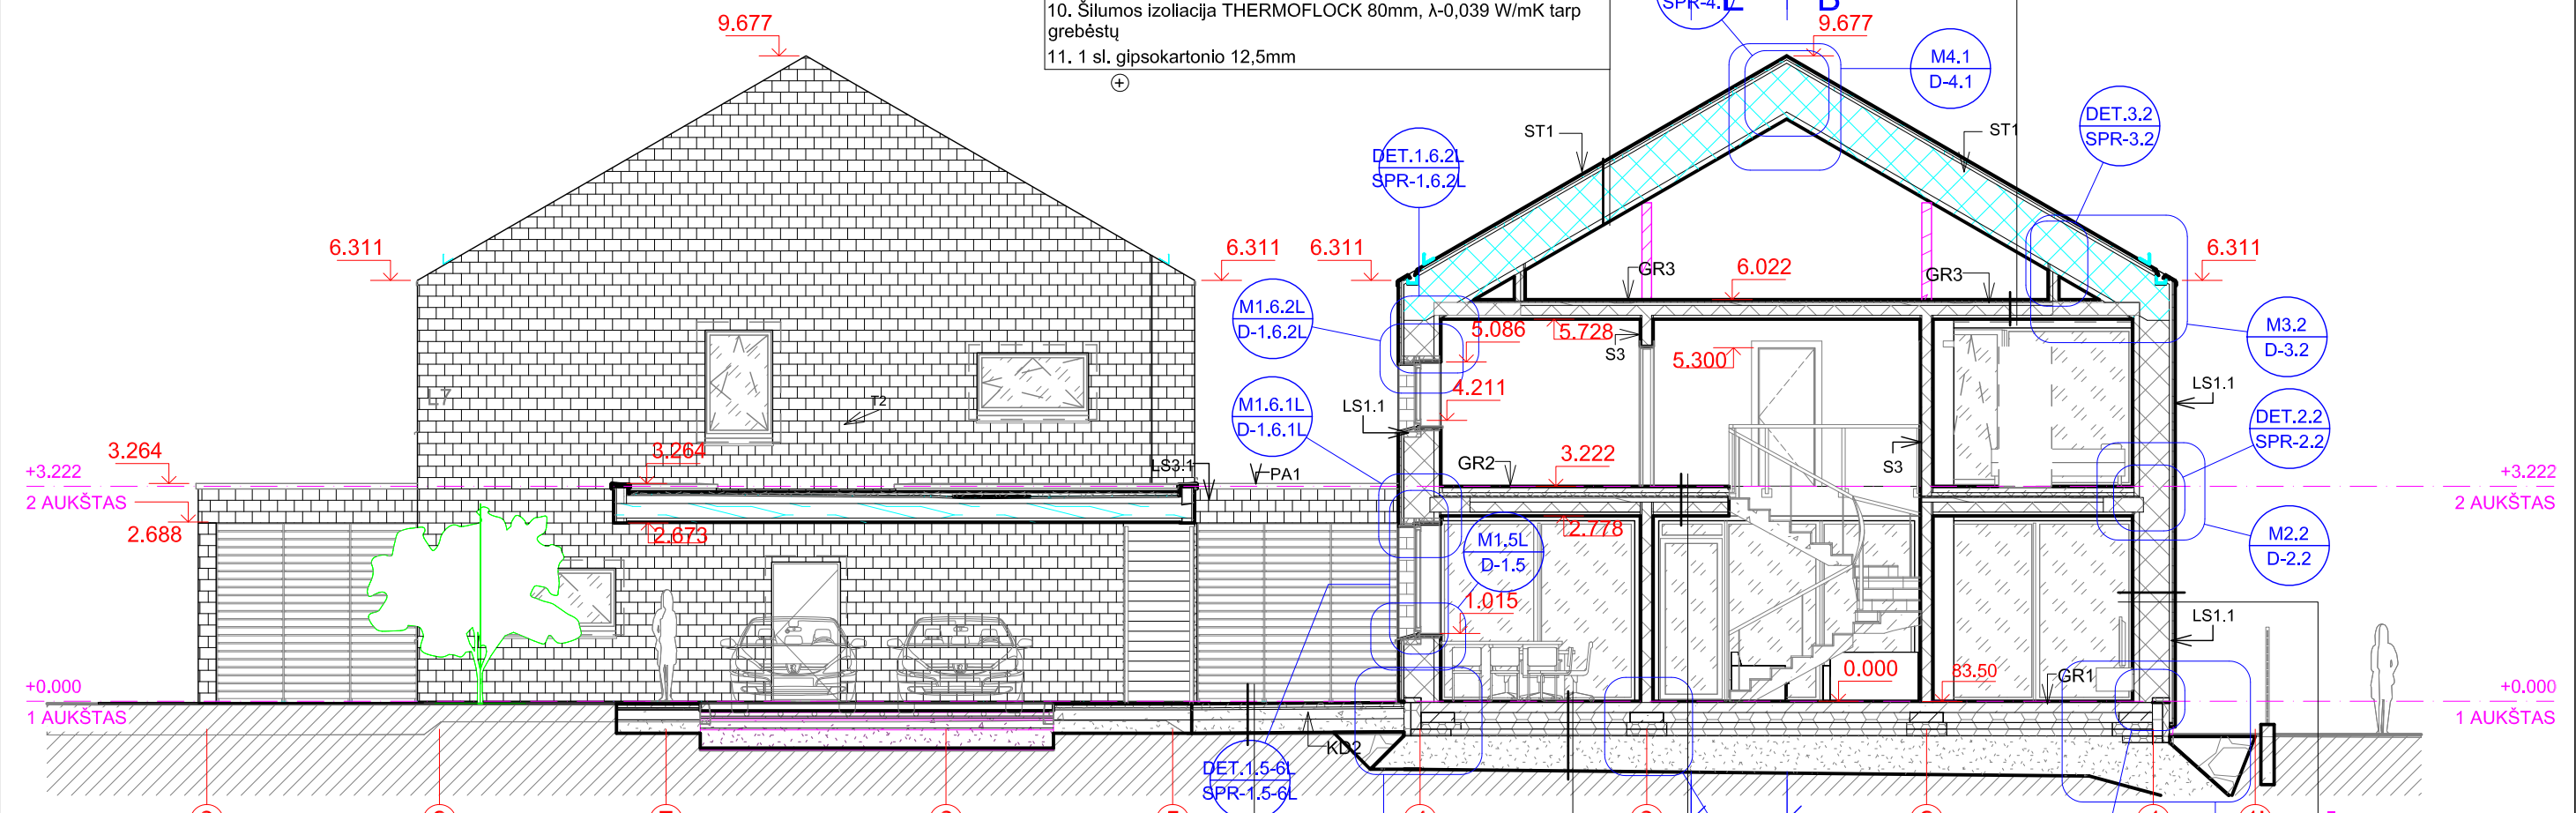 10. Šilumos izoliacija THERMOFLOCK 80mm, λ-0,039 W/mK tarp
grebėstų
11. 1 sl. gipsokartonio 12,5mm
9.677
9.677
B
M4.1
D-4.1
ST1
ST1
DET.3.2
SPR-3.2
DET.1.6.2L
SPR-1.6.2L
6.311
6.311
6.311
6.311
GR3
6.022
GR3
M1.6.2L
D-1.6.2L
5.086
5.728
S3
5.300
M3.2
D-3.2
L7
T2
4.211
LS1.1
LS1.1
M1.6.1L
D-1.6.1L
DET.2.2
SPR-2.2
3.264
3.264
+3.222
2 AUKŠTAS
LS3.1
PA1
GR2
3.222
S3
+3.222
2 AUKŠTAS
2.688
2.673
2.778
M1.5L
D-1.5
M2.2
D-2.2
1.015
LS1.1
+0.000
1 AUKŠTAS
0.000
83.50
GR1
+0.000
1 AUKŠTAS
KD2
DET.1.5-6L
SPR-1.5-6L